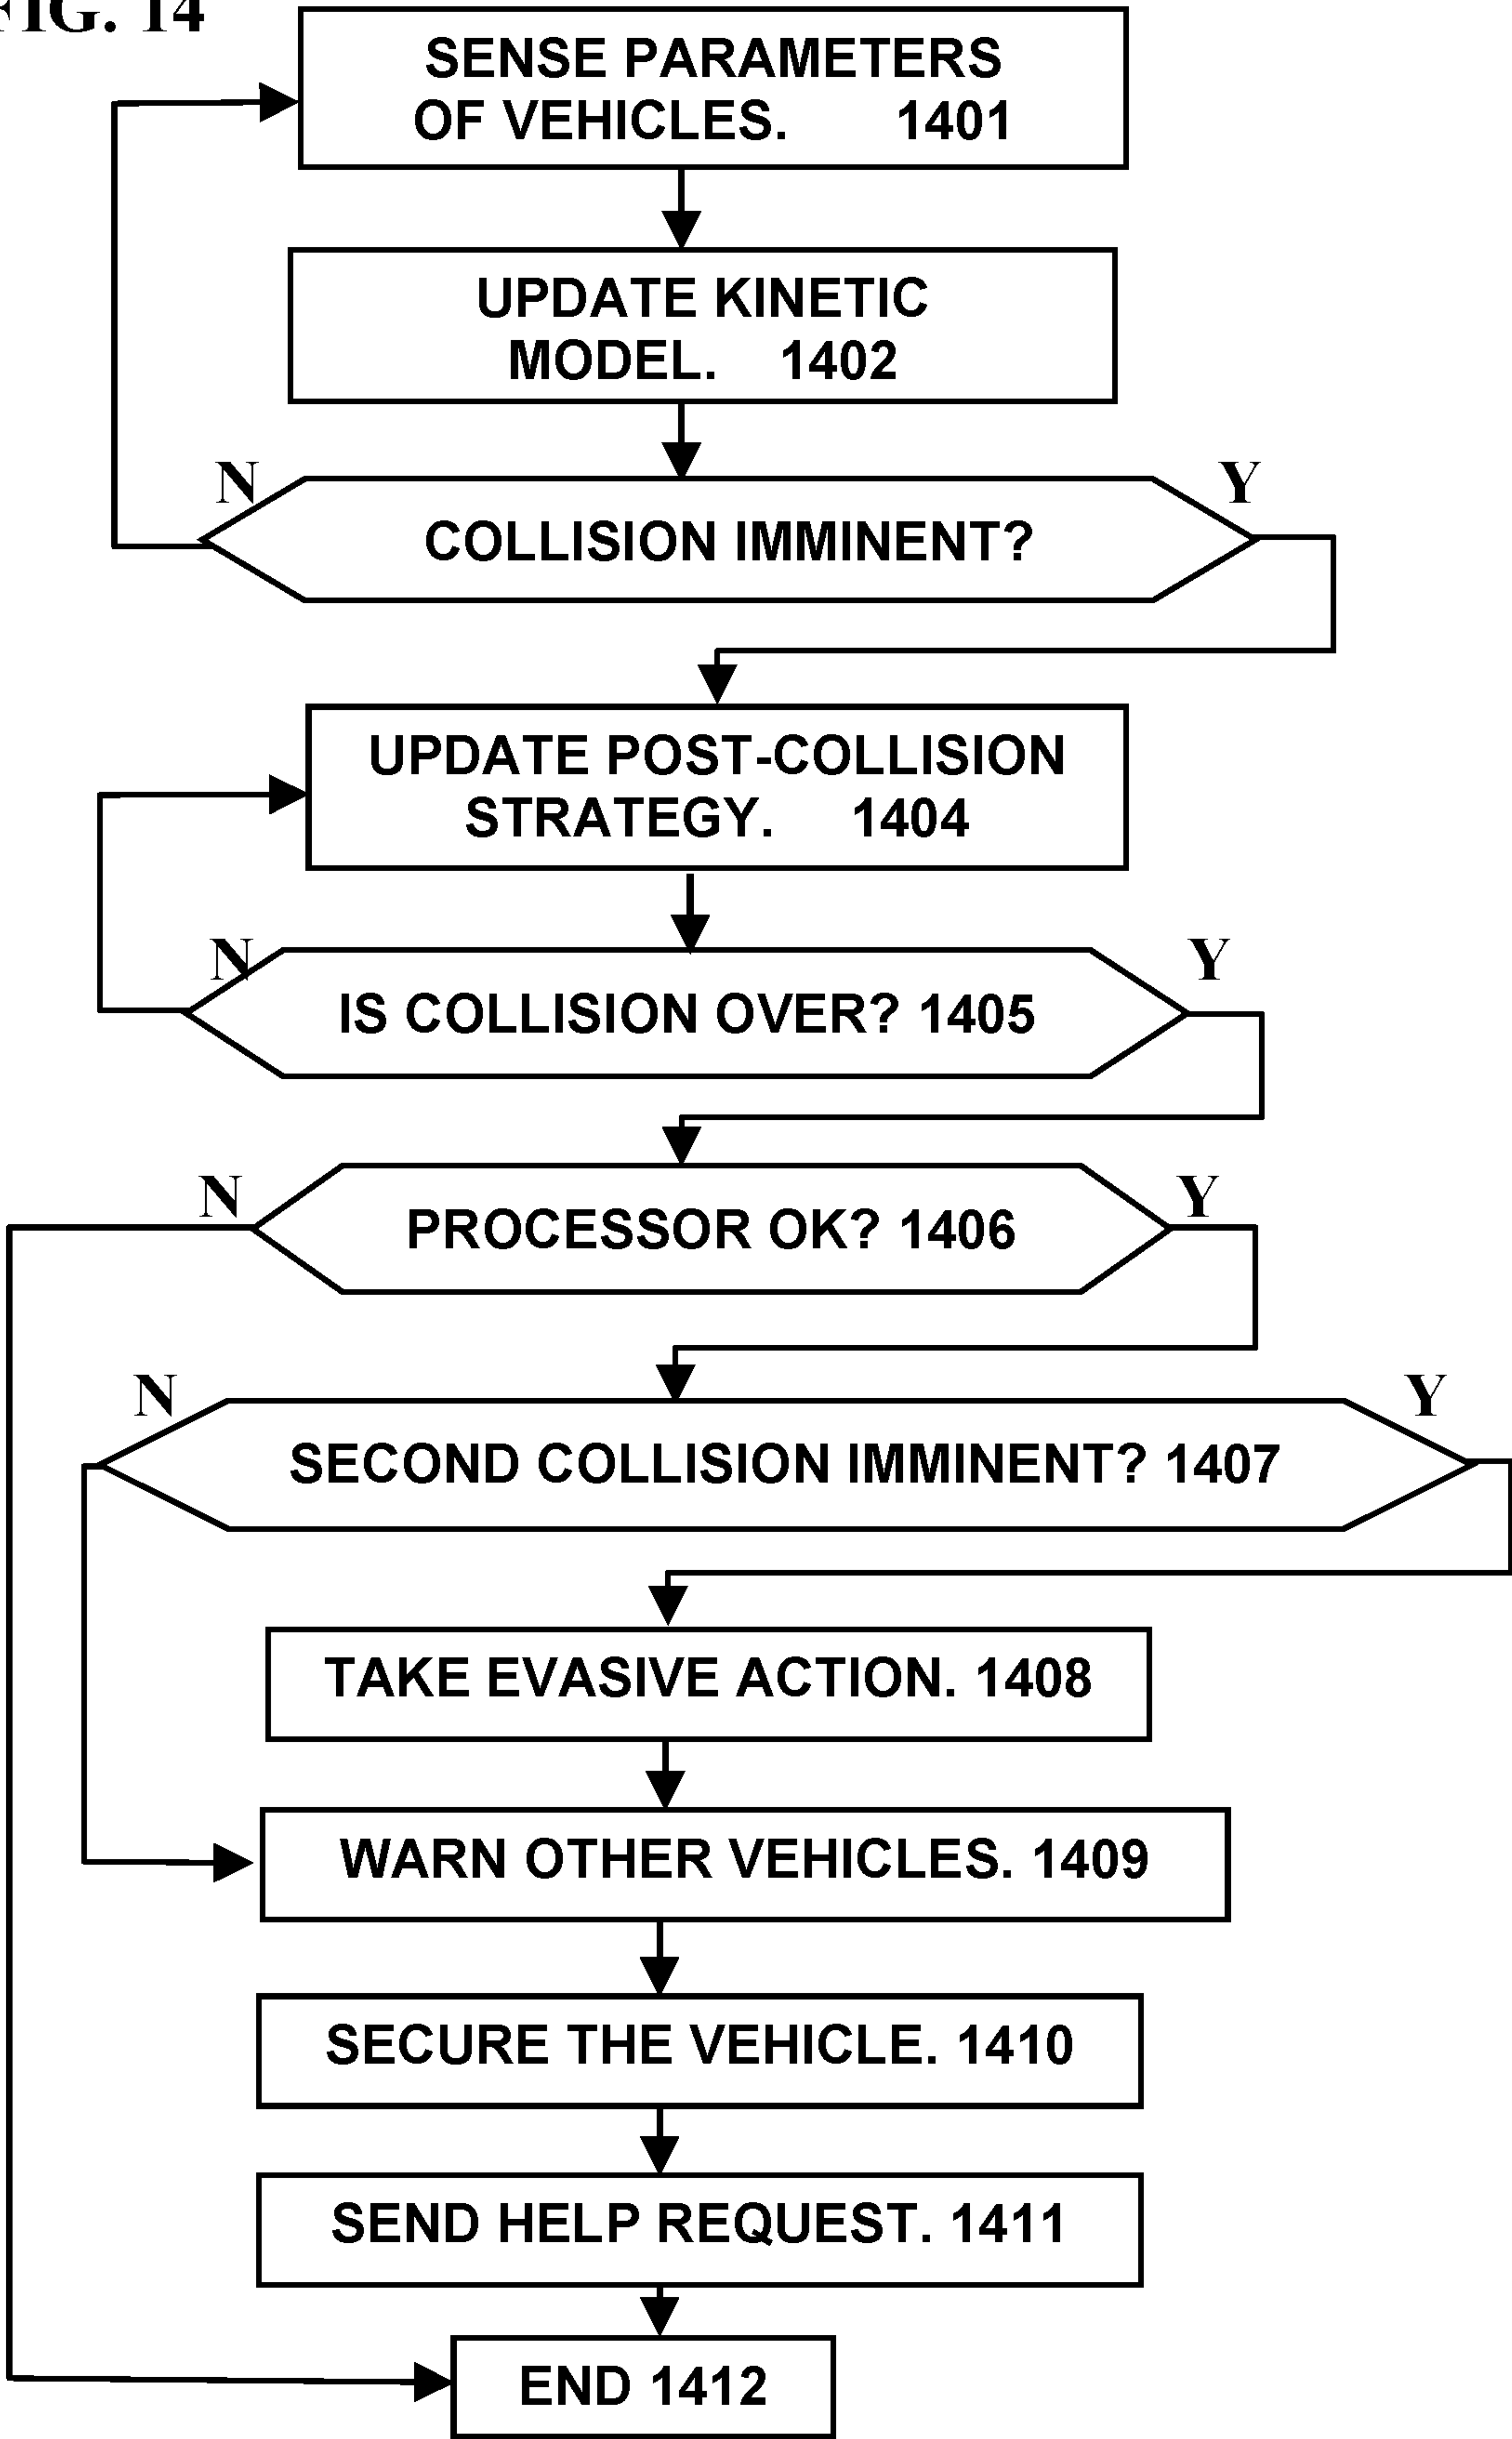 FIG. 14
SENSE PARAMETERS
OF VEHICLES. 1401
UPDATE KINETIC
MODEL. 1402
N
Y
COLLISION IMMINENT?
UPDATE POST-COLLISION
STRATEGY. 1404
N
Y
IS COLLISION OVER? 1405
N
Y
PROCESSOR OK? 1406
N
Y
SECOND COLLISION IMMINENT? 1407
TAKE EVASIVE ACTION. 1408
WARN OTHER VEHICLES. 1409
SECURE THE VEHICLE. 1410
SEND HELP REQUEST. 1411
END 1412